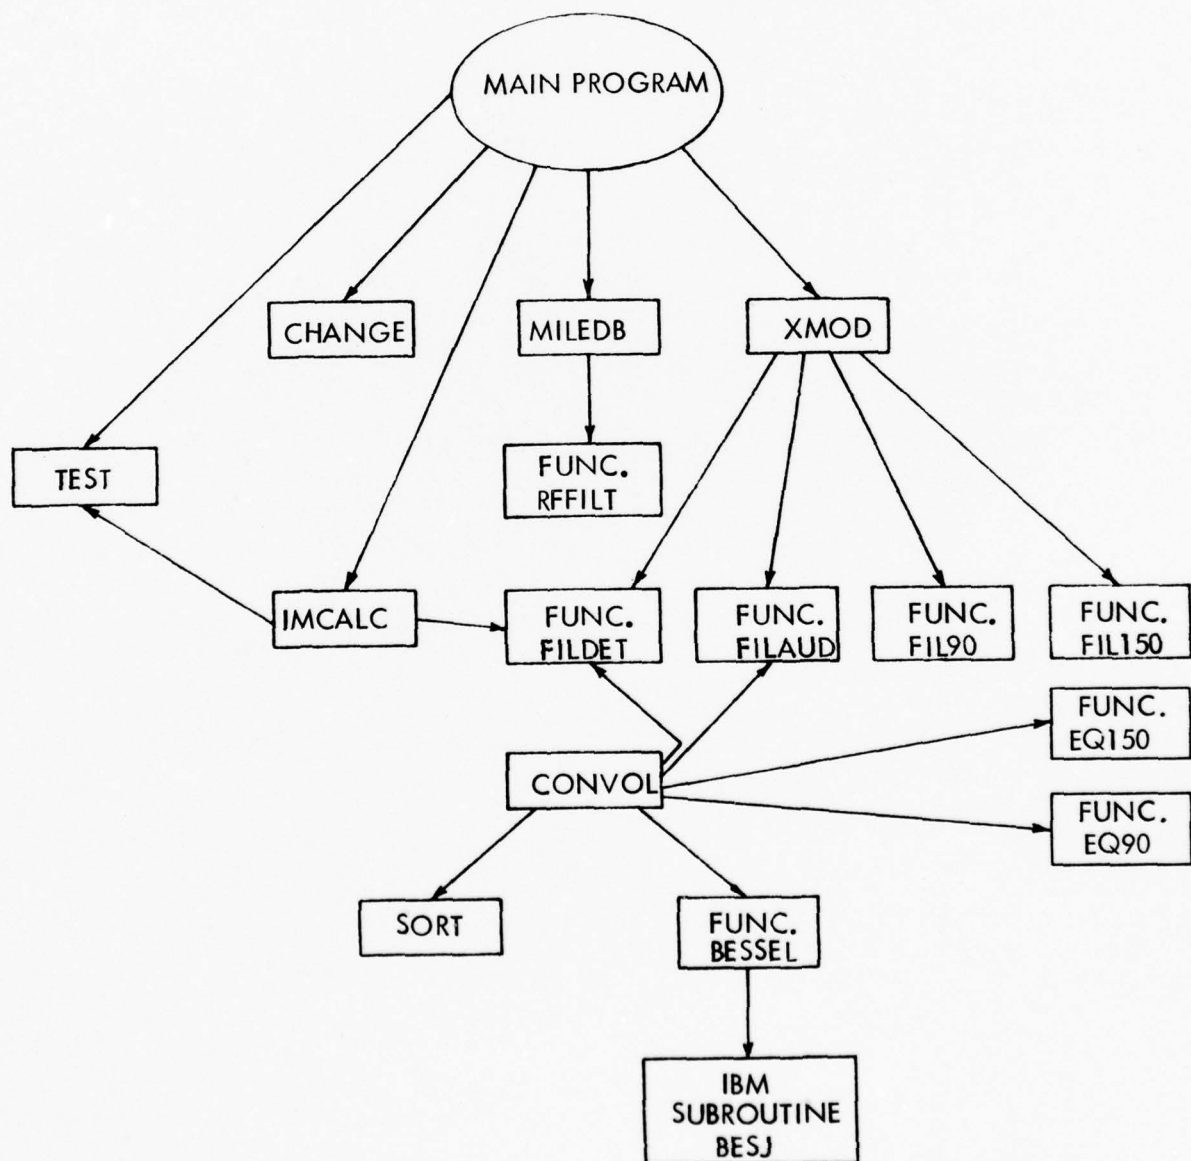 MAIN PROGRAM
CHANGE
MILEDB
XMOD
TEST
FUNC.
RFFILT
IMCALC
FUNC.
FILDET
FUNC.
FILAUD
FUNC.
FIL90
FUNC.
FIL150
FUNC.
EQ150
CONVOL
FUNC.
EQ90
SORT
FUNC.
BESSEL
IBM
SUBROUTINE
BESJ